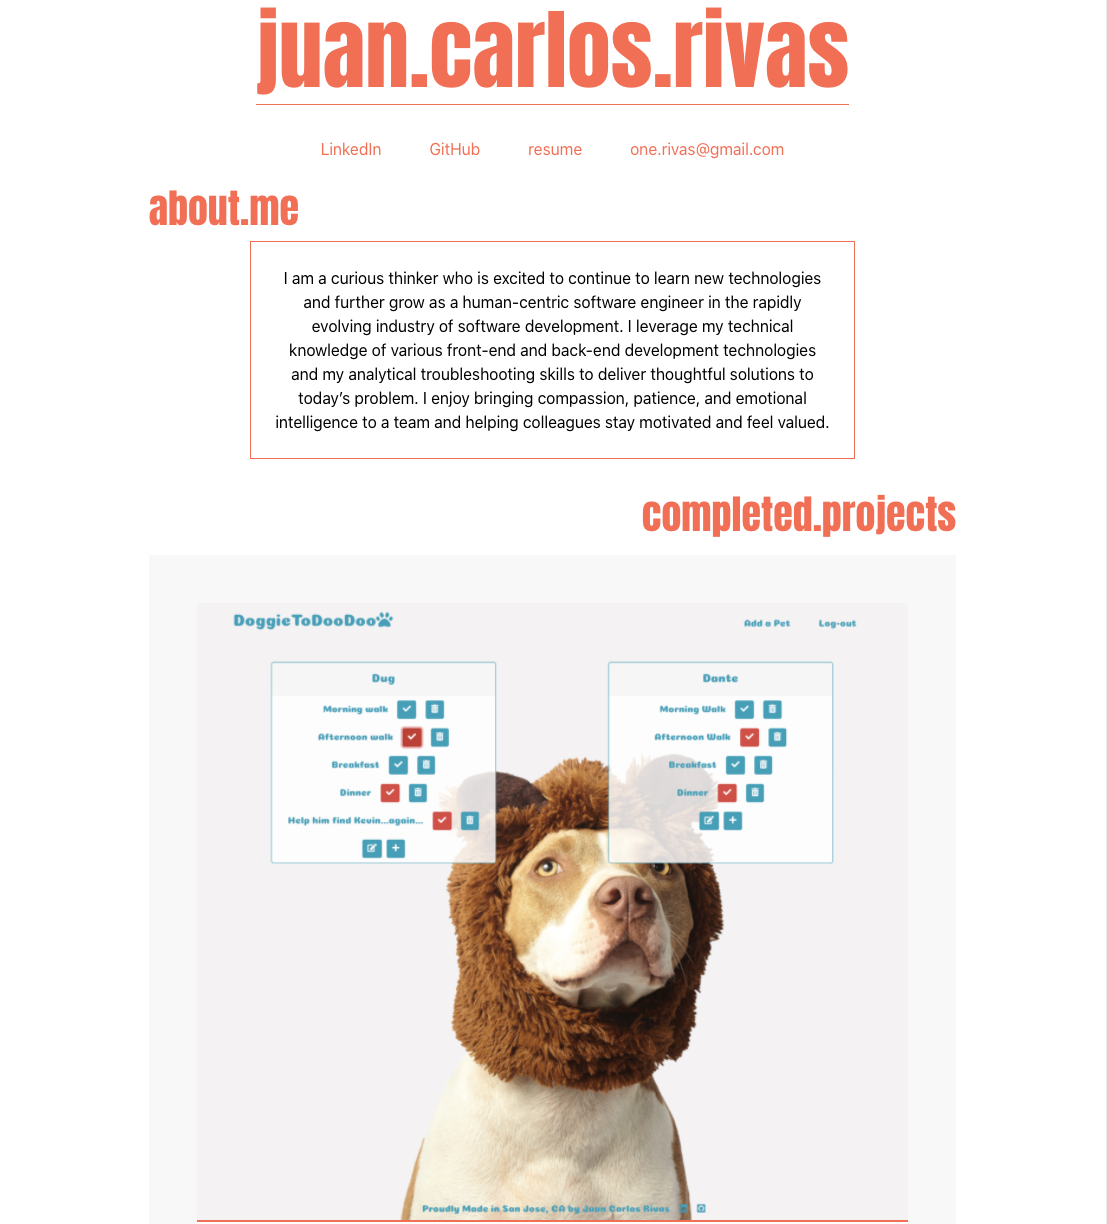 juan.carlos.rivas
LinkedIn GitHub resume one.rivas@gmail.com
about.me
I am a curious thinker who is excited to continue to learn new technologies
and further grow as a human-centric software engineer in the rapidly
evolving industry of software development. I leverage my technical
knowledge of various front-end and back-end development technologies
and my analytical troubleshooting skills to deliver thoughtful solutions to
today’s problem. I enjoy bringing compassion, patience, and emotional
intelligence to a team and helping colleagues stay motivated and feel valued.
completed.projects
DoggieToDooDoo
Add a Pet Log-out
Dug
Morning walk
Afternoon walk
Breakfast
Dinner
Help him find Kevin...again...
Dante
Morning Walk
Afternoon Walk
Breakfast
Dinner
Proudly Made in San Jose, CA by Juan Carlos Rivas